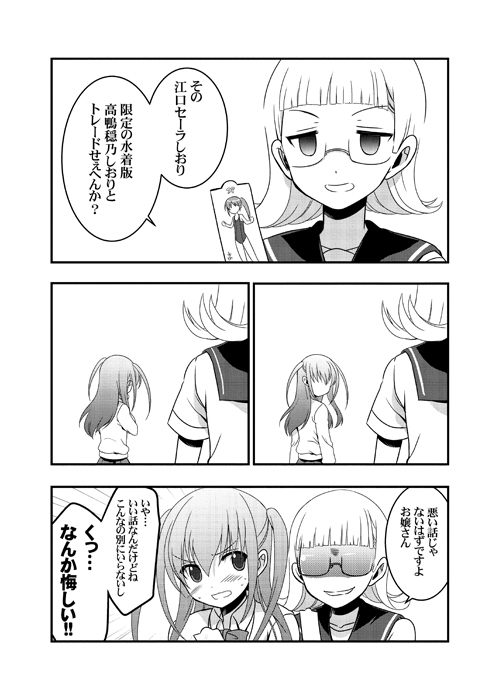 その
江口セーラしおり
限定の水着版
高鴨穏乃しおりと
トレードせぇへんか？
悪い話じゃ
ないはずですよ
お嬢さん
いや…
いい話なんだけどね
こんなの別にいらないし
くっ…
なんか悔しい!!